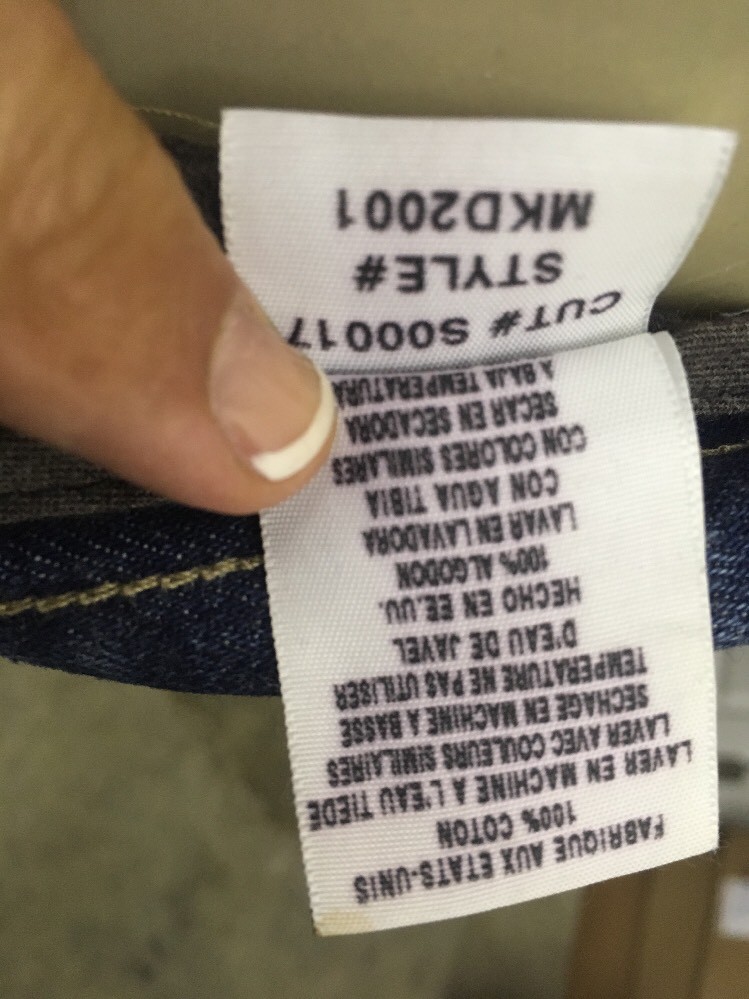 FABRIQUE AUX ETATS-UNIS
100% COTON
LAVER EN MACHINE A L'EAU TIEDE
LAVER AVEC COULEURS SIMILAIRES
SECHAGE EN MACHINE A BASSE
TEMPERATURE NE PAS UTILISER
D'EAU DE JAVEL
HECHO EN EE.UU.
100% ALGODON
LAVAR EN LAVADORA
CON AGUA TIBIA
CON COLORES SIMILARES
SECAR EN SECADORA
A BAJA TEMPERATURA
CUT# S00017
STYLE#
MKD2001